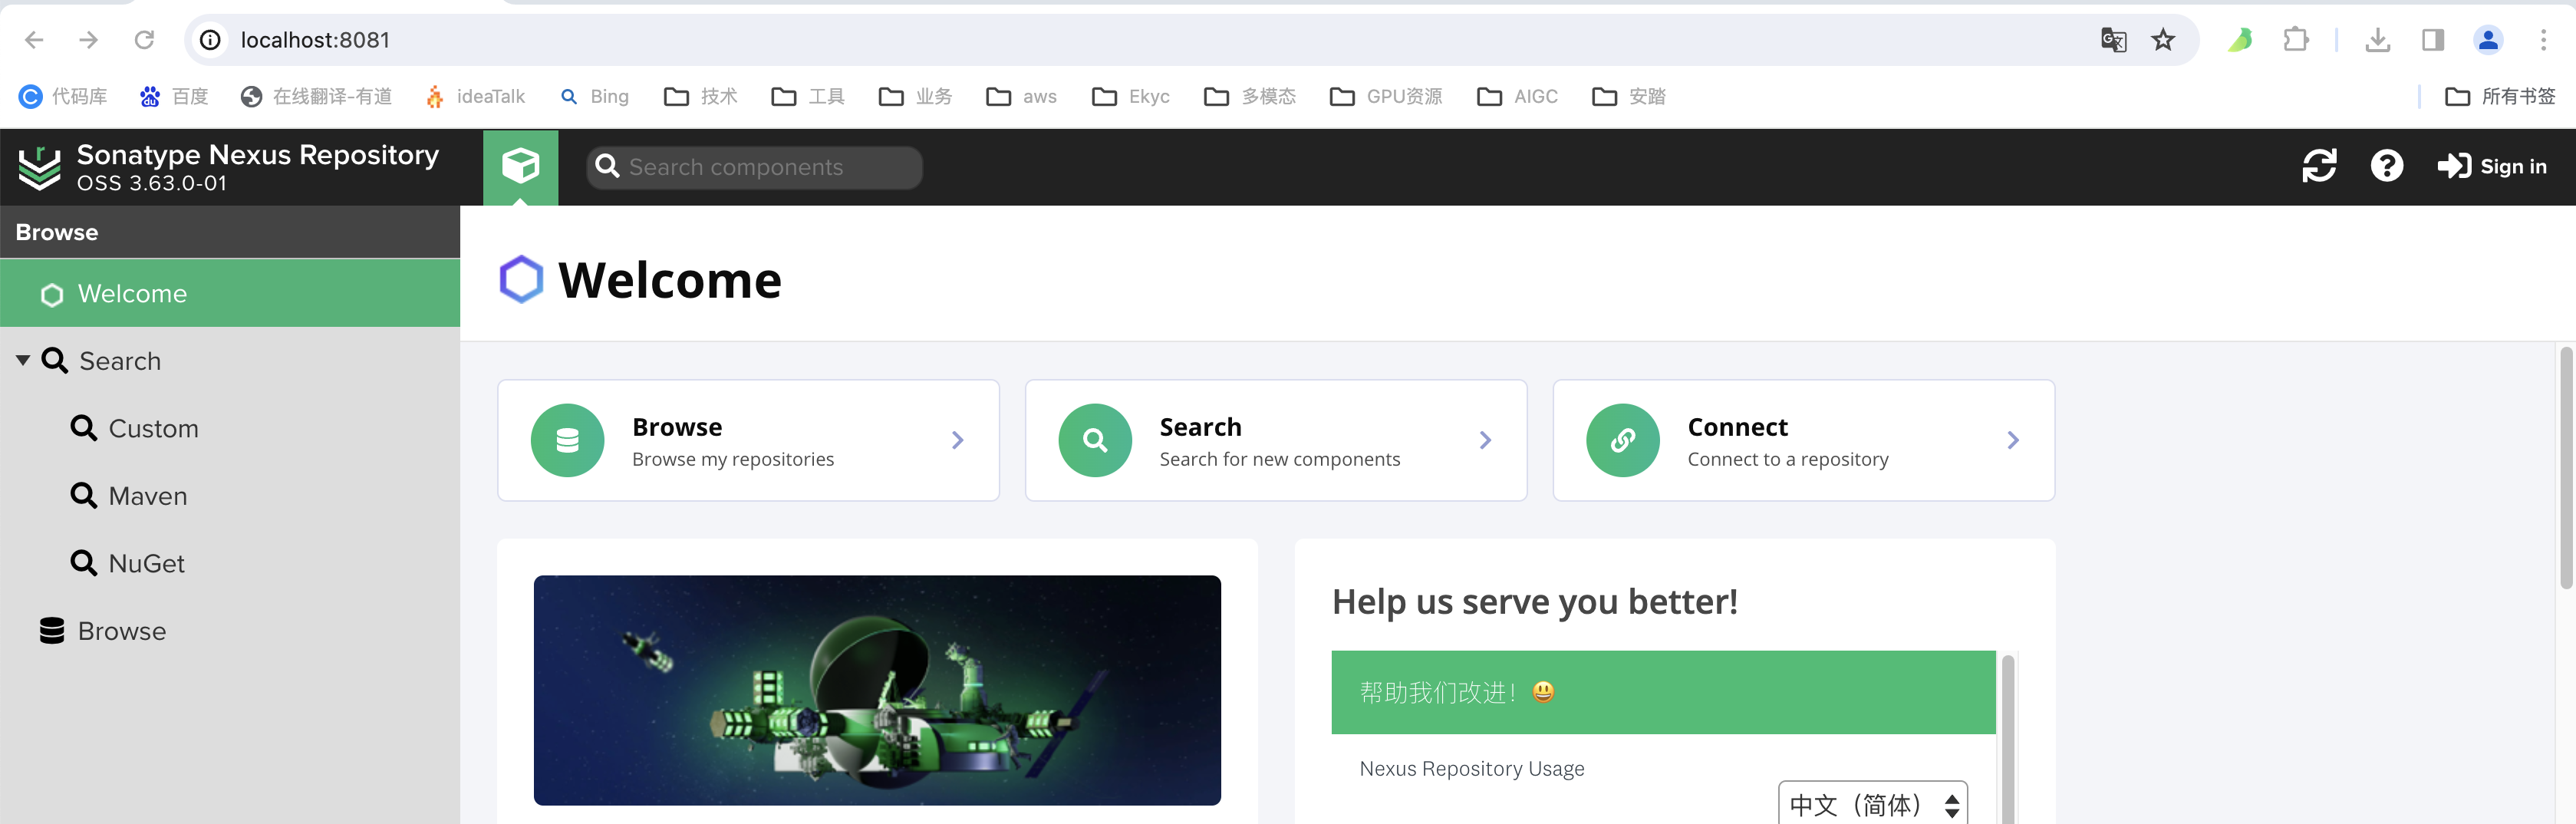 localhost:8081
代码库 百度 在线翻译-有道 ideaTalk Bing 技术 工具 业务 aws Ekyc 多模态 GPU资源 AIGC 安踏 所有书签
Sonatype Nexus Repository
OSS 3.63.0-01
Search components
Sign in
Browse
Welcome
Search
Custom
Maven
NuGet
Browse
Welcome
Browse
Browse my repositories
Search
Search for new components
Connect
Connect to a repository
Help us serve you better!
帮助我们改进！😃
Nexus Repository Usage
中文（简体）